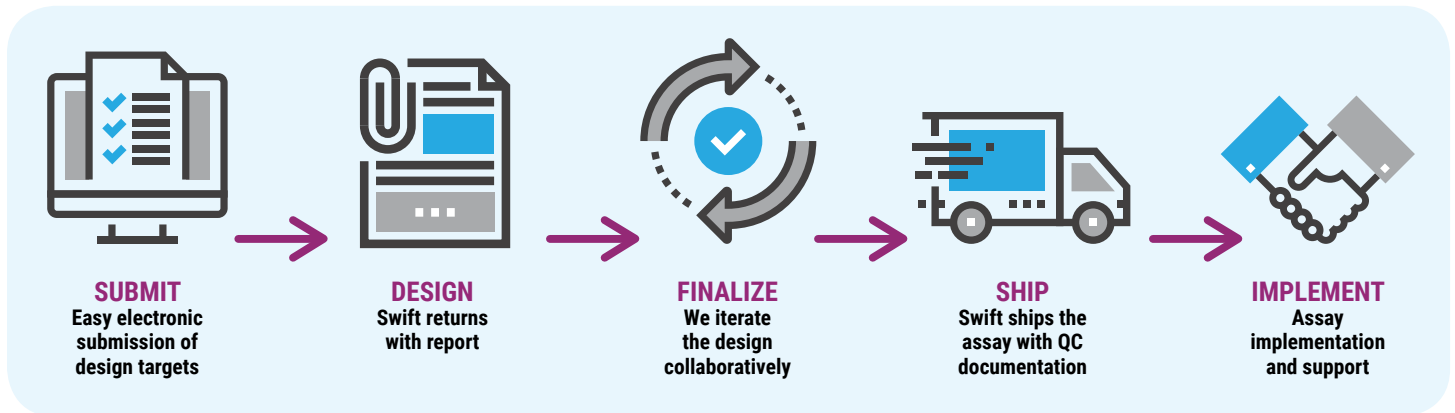 SUBMIT
Easy electronic
submission of
design targets
DESIGN
Swift returns
with report
FINALIZE
We iterate
the design
collaboratively
SHIP
Swift ships the
assay with QC
documentation
IMPLEMENT
Assay
implementation
and support